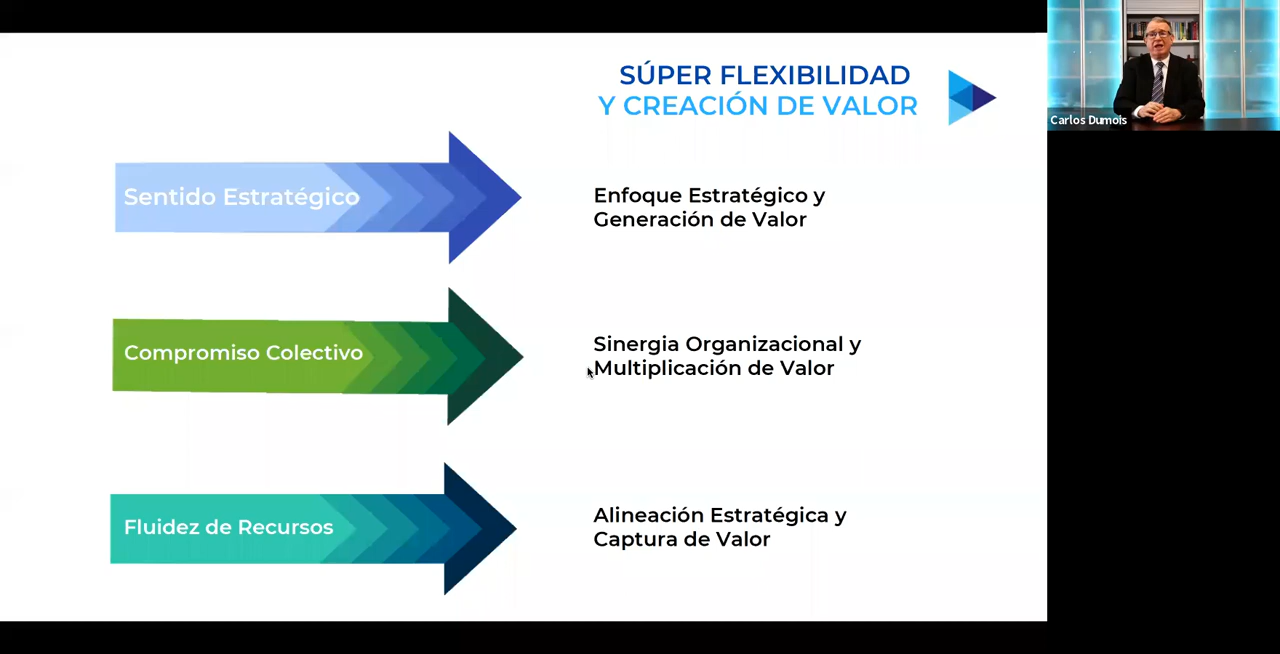 SÚPER FLEXIBILIDAD
Y CREACIÓN DE VALOR
Carlos Dumois
Sentido Estratégico
Enfoque Estratégico y
Generación de Valor
Compromiso Colectivo
Sinergia Organizacional y
Multiplicación de Valor
Fluidez de Recursos
Alineación Estratégica y
Captura de Valor